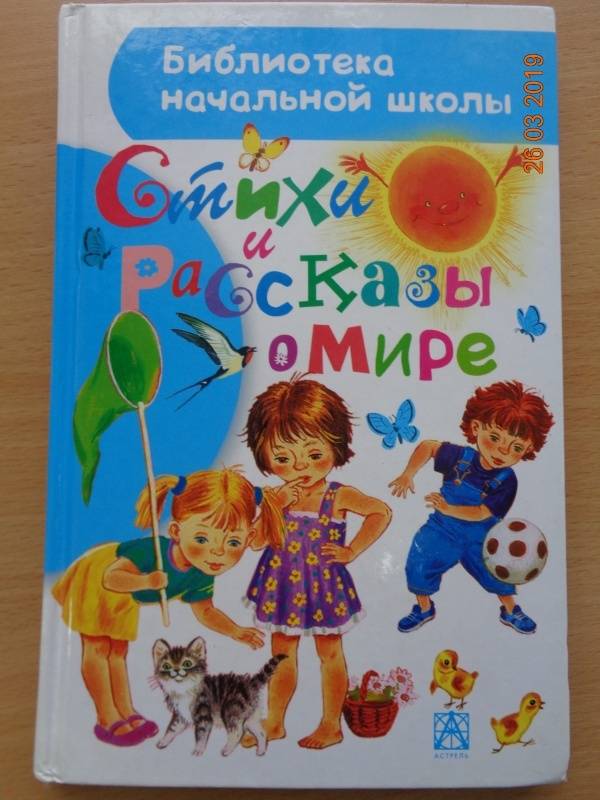 Библиотека
начальной школы
Стихи
и
Рассказы
о мире
АСТРЕЛЬ
26 03 2019